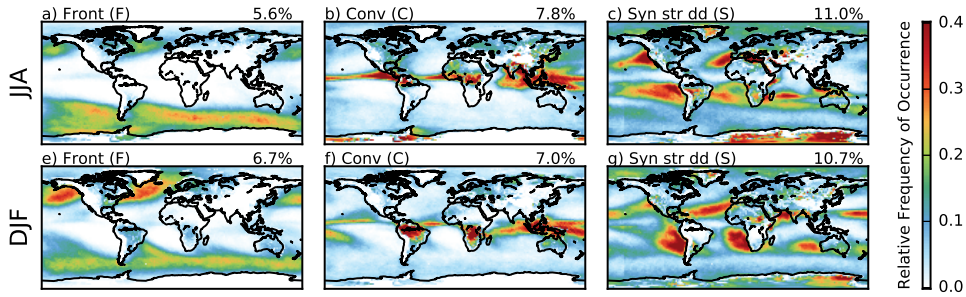 a) Front (F) 5.6%
b) Conv (C) 7.8%
c) Syn str dd (S) 11.0%
JJA
e) Front (F) 6.7%
f) Conv (C) 7.0%
g) Syn str dd (S) 10.7%
DJF
0.4
0.3
0.2
0.1
0.0
Relative Frequency of Occurrence